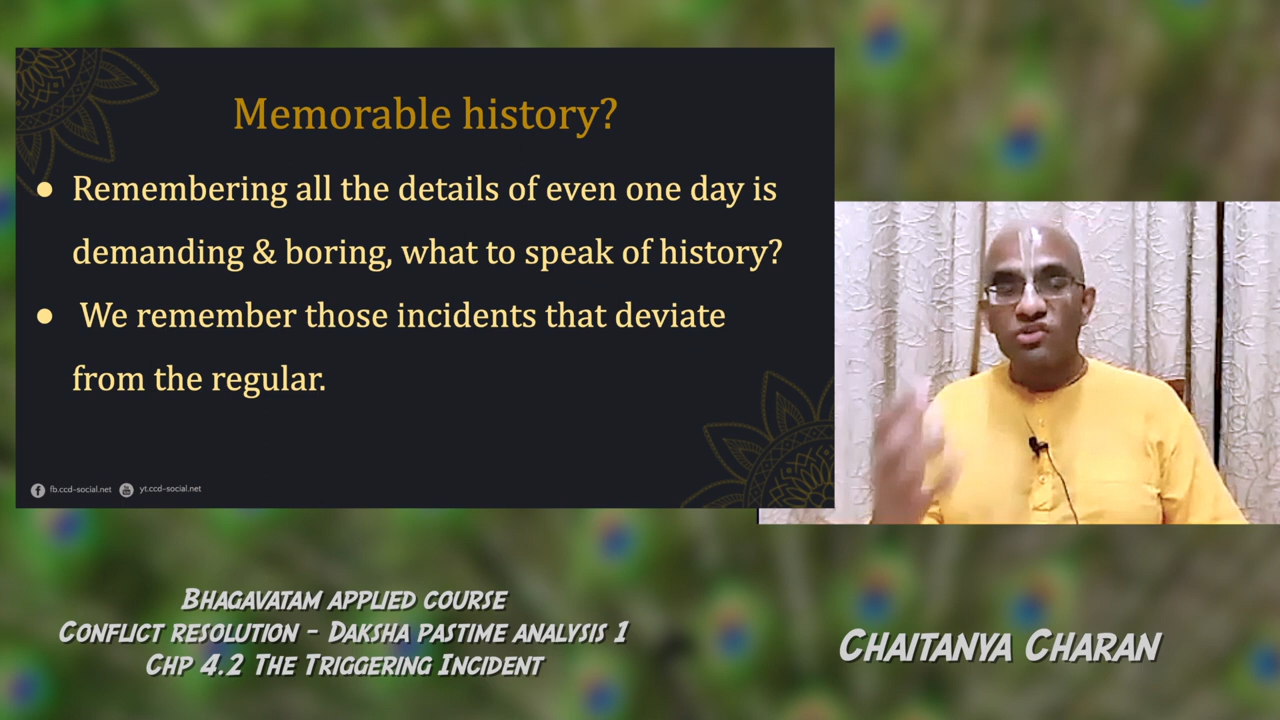 Memorable history?
● Remembering all the details of even one day is
demanding & boring, what to speak of history?
● We remember those incidents that deviate
from the regular.
fb.ccd-social.net yt.ccd-social.net
Bhagavatam applied course
Conflict resolution - Daksha pastime analysis 1
Chp 4.2 The Triggering Incident
Chaitanya Charan